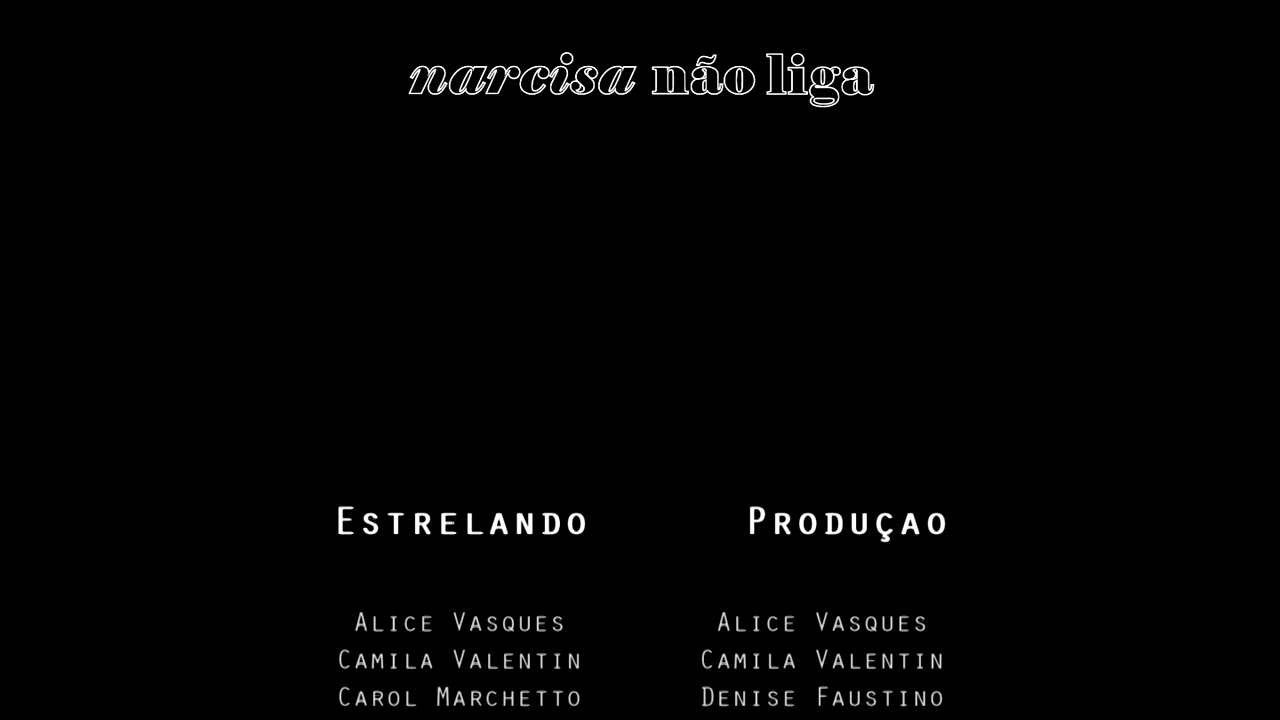 narcisa não liga
Estrelando Produçao
Alice Vasques Alice Vasques
Camila Valentin Camila Valentin
Carol Marchetto Denise Faustino